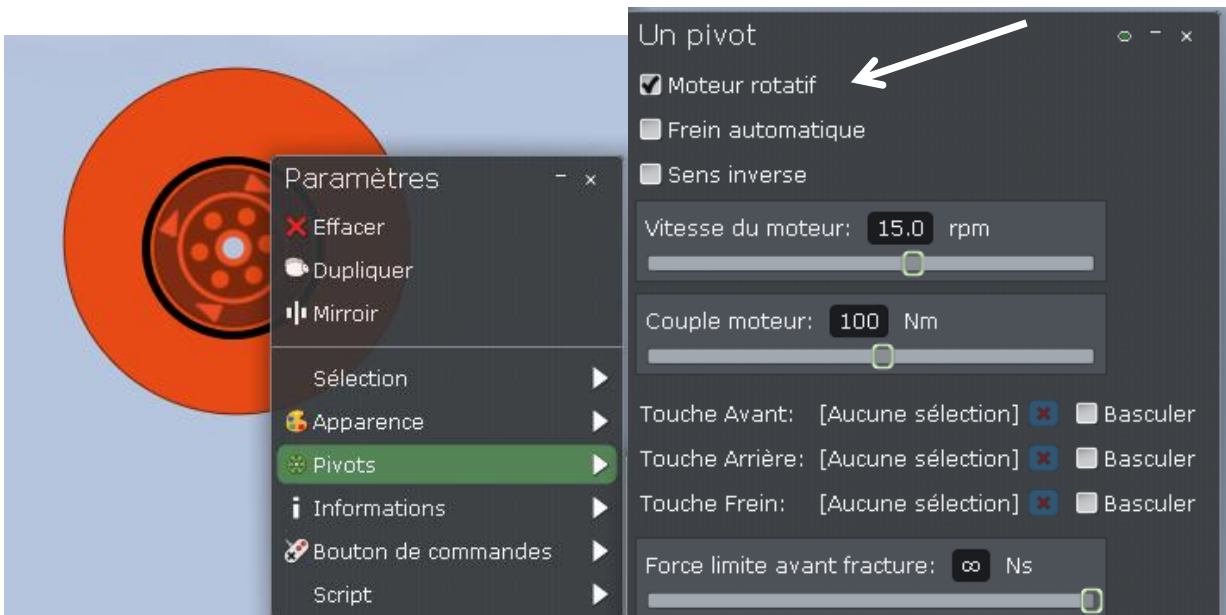 Paramètres
Effacer
Dupliquer
Mirroir
Sélection
Apparence
Pivots
Informations
Bouton de commandes
Script
Un pivot
Moteur rotatif
Frein automatique
Sens inverse
Vitesse du moteur: 15.0 rpm
Couple moteur: 100 Nm
Touche Avant: [Aucune sélection] Basculer
Touche Arrière: [Aucune sélection] Basculer
Touche Frein: [Aucune sélection] Basculer
Force limite avant fracture: ∞ Ns